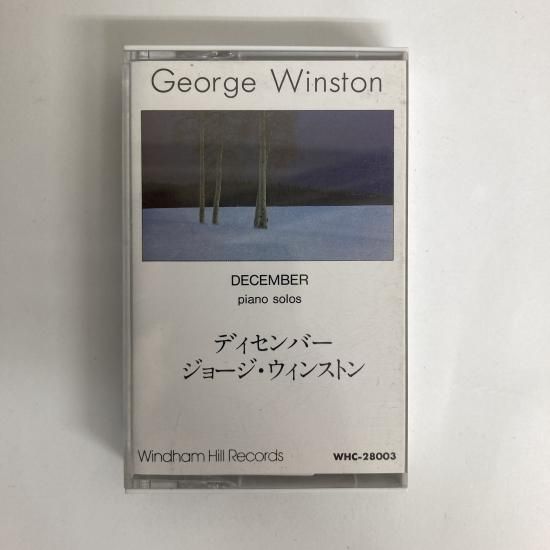 George Winston
DECEMBER
piano solos
ディセンバー
ジョージ・ウィンストン
Windham Hill Records
WHC-28003